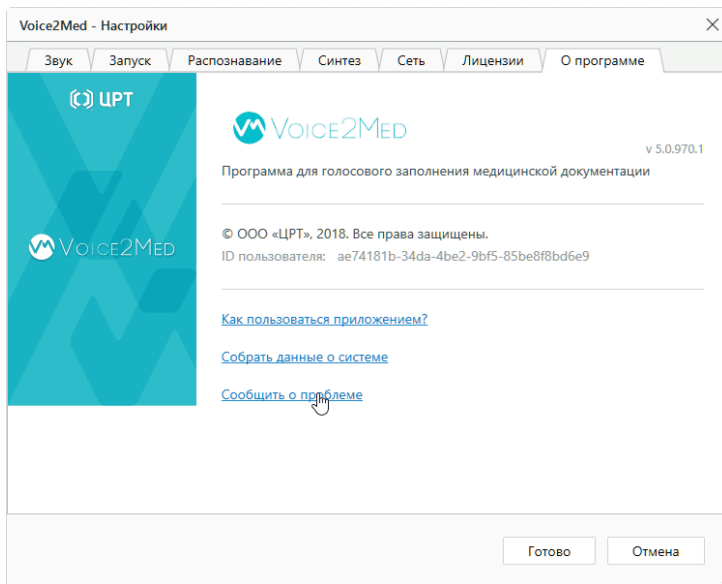 Voice2Med - Настройки
Звук Запуск Распознавание Синтез Сеть Лицензии О программе
ЦРТ
VOICE2MED
v 5.0.970.1
Программа для голосового заполнения медицинской документации
© ООО «ЦРТ», 2018. Все права защищены.
VOICE2MED
ID пользователя: ae74181b-34da-4be2-9bf5-85be8f8bd6e9
Как пользоваться приложением?
Собрать данные о системе
Сообщить о проблеме
Готово Отмена